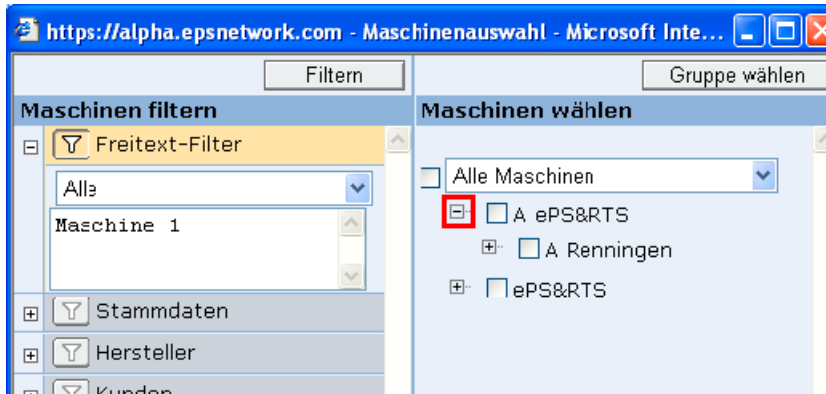 https://alpha.epsnetwork.com - Maschinenauswahl - Microsoft Inte...
Filtern
Gruppe wählen
Maschinen filtern
Maschinen wählen
Freitext-Filter
Alle
Alle Maschinen
Maschine 1
A ePS&RTS
A Renningen
ePS&RTS
Stammdaten
Hersteller
Kunden